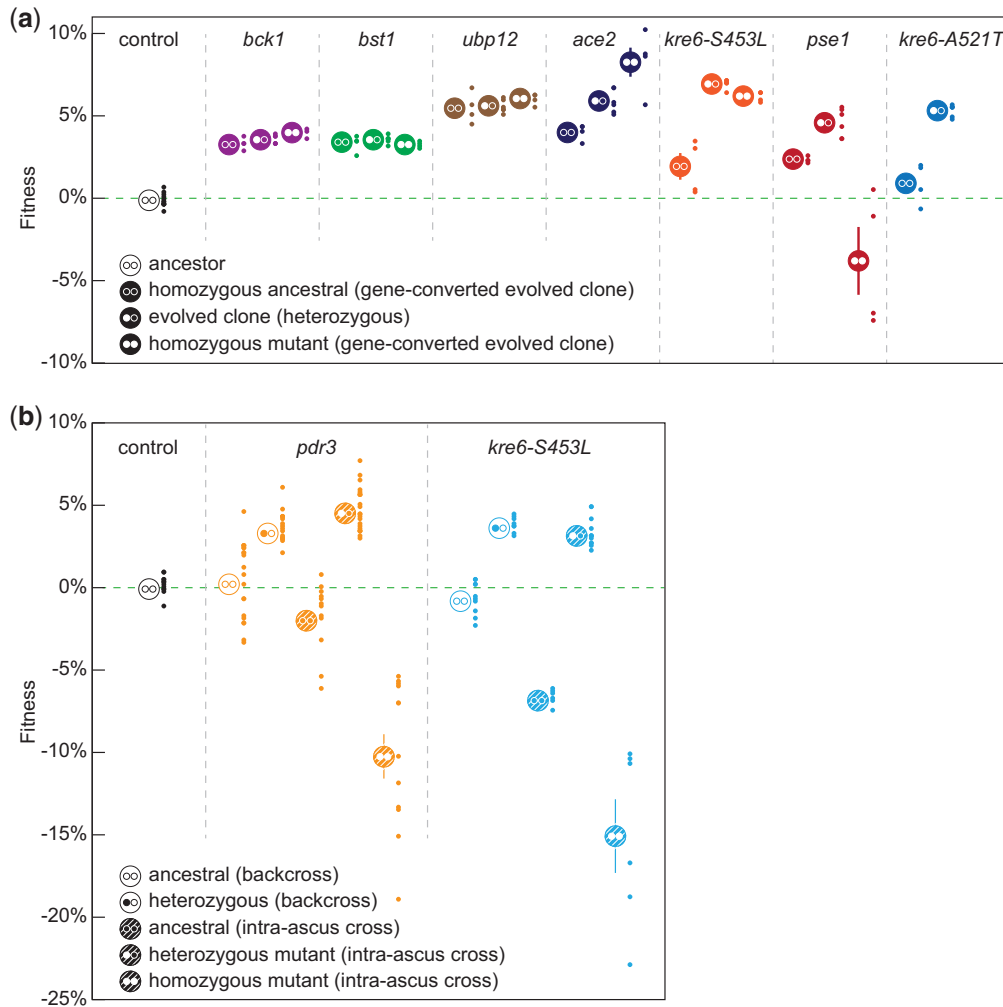 (a)
control bck1 bst1 ubp12 ace2 kre6-S453L pse1 kre6-A521T
10%
5%
0%
-5%
-10%
Fitness
ancestor
homozygous ancestral (gene-converted evolved clone)
evolved clone (heterozygous)
homozygous mutant (gene-converted evolved clone)
(b)
control pdr3 kre6-S453L
10%
5%
0%
-5%
-10%
-15%
-20%
-25%
Fitness
ancestral (backcross)
heterozygous (backcross)
ancestral (intra-ascus cross)
heterozygous mutant (intra-ascus cross)
homozygous mutant (intra-ascus cross)